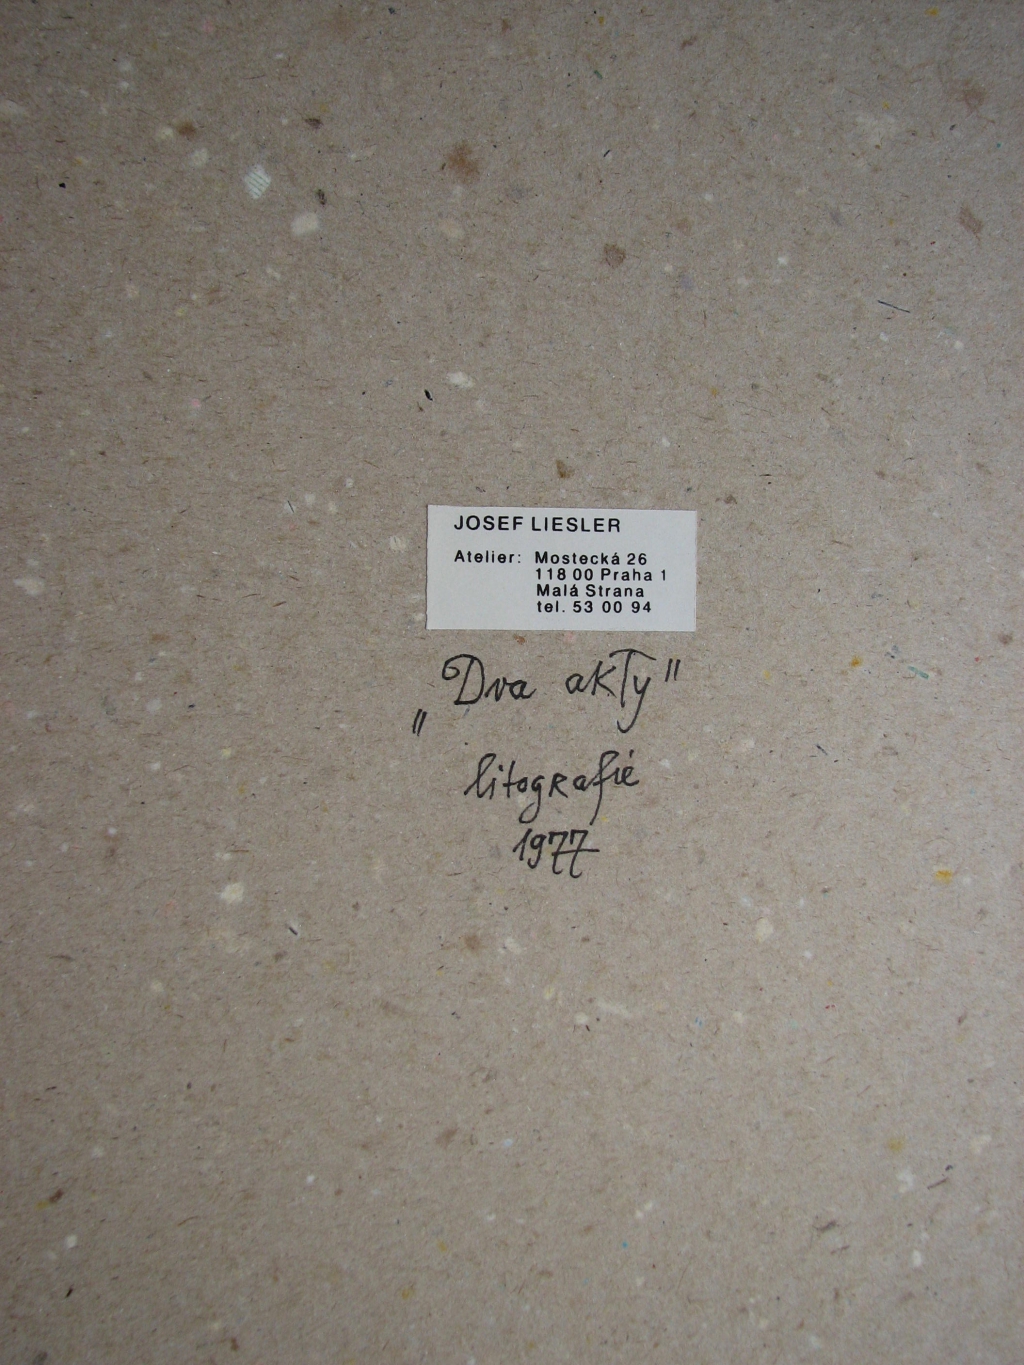 JOSEF LIESLER
Atelier: Mostecká 26
118 00 Praha 1
Malá Strana
tel. 53 00 94
„Dva akty"
litografie
1977